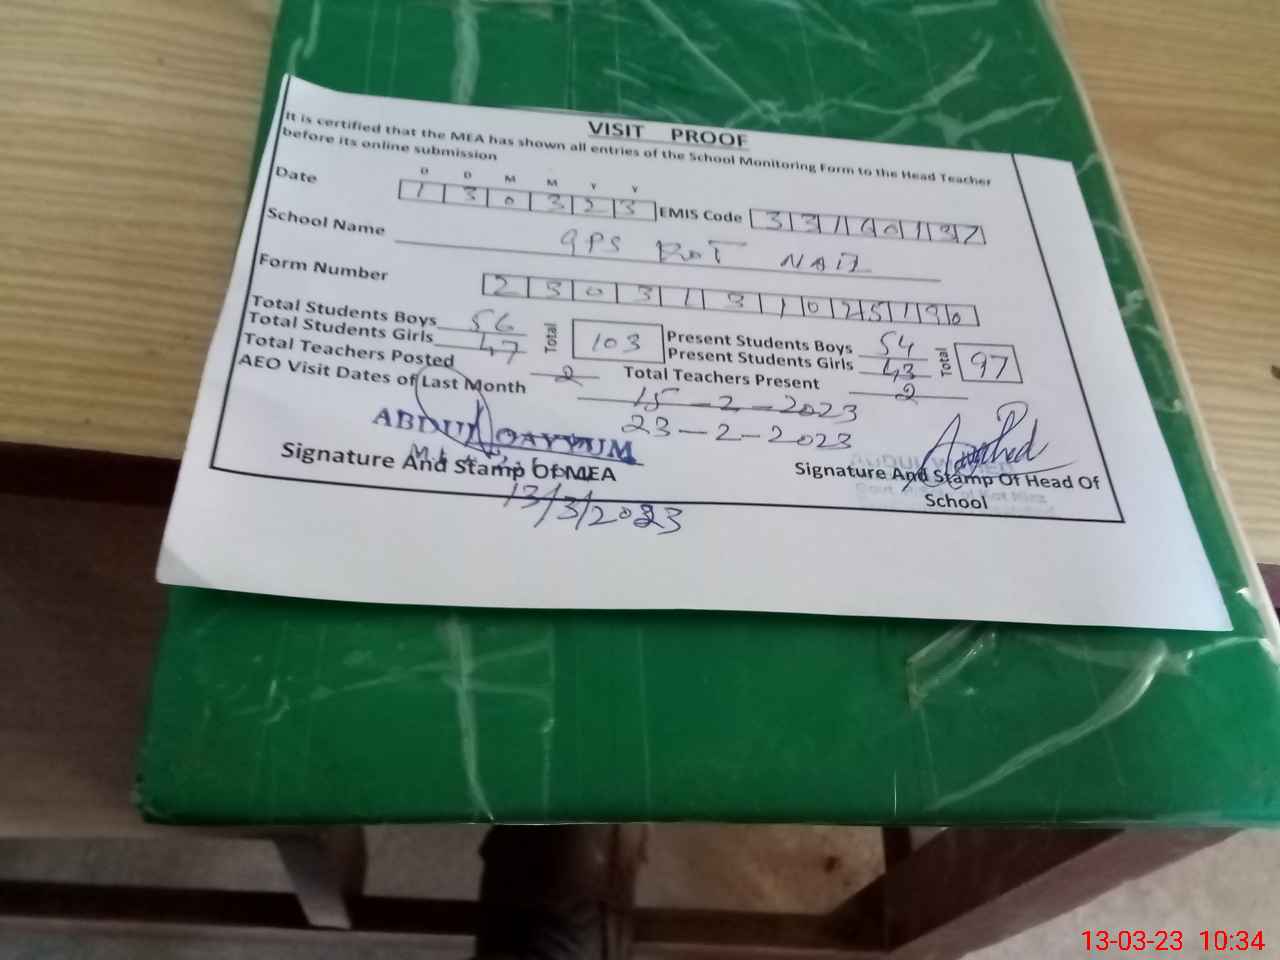 VISIT PROOF
It is certified that the MEA has shown all entries of the School Monitoring Form to the Head Teacher
before its online submission
D D M M Y Y
Date 1 3 0 3 2 3 EMIS Code 3 3 1 6 0 1 3 7
School Name GPS KOT NAIZ
Form Number 2 3 0 3 1 3 1 0 2 5 1 3 0
Total Students Boys 56 Total 103 Present Students Boys 54 Total 97
Total Students Girls 47 Present Students Girls 43
Total Teachers Posted 2 Total Teachers Present 2
AEO Visit Dates of Last Month 15-2-2023
23-2-2023
ABDUL QAYYUM
Signature And Stamp Of MEA
Signature And Stamp Of Head Of
School
13/3/2023
13-03-23 10:34